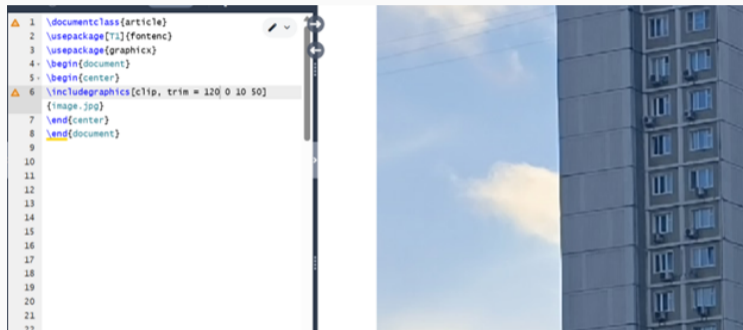 1 \documentclass{article}
2 \usepackage[T1]{fontenc}
3 \usepackage{graphicx}
4 \begin{document}
5 \begin{center}
6 \includegraphics[clip, trim = 120 0 10 50]
{image.jpg}
7 \end{center}
8 \end{document}
9
10
11
12
13
14
15
16
17
18
19
20
21